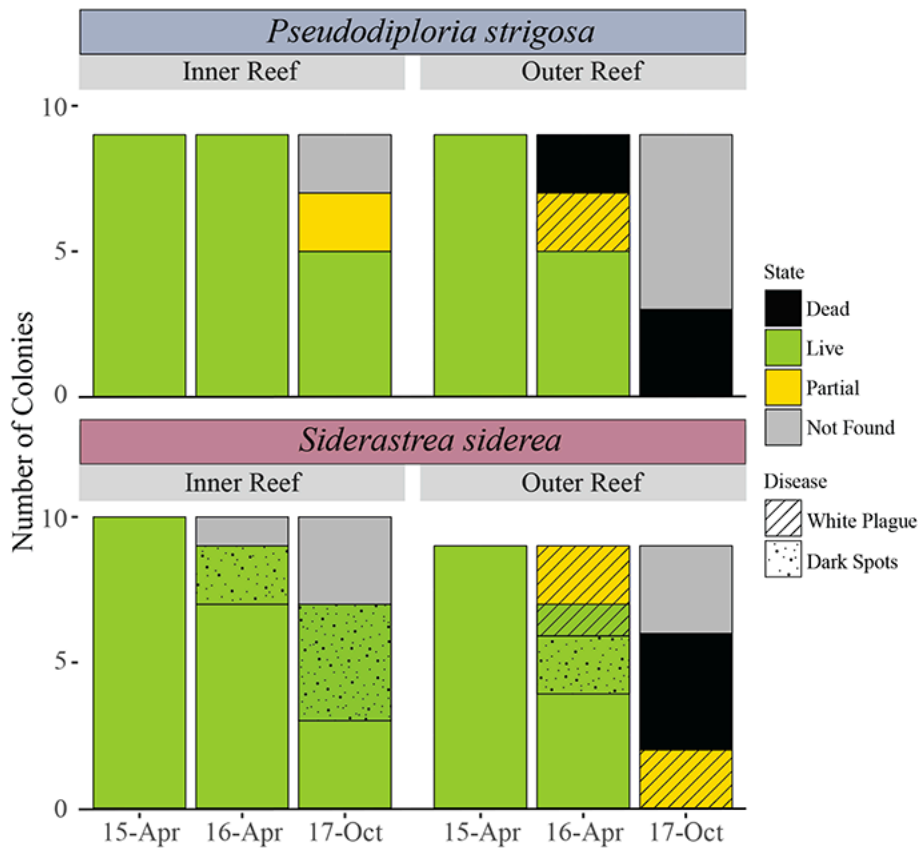 Pseudodiploria strigosa
Inner Reef
Outer Reef
10
5
0
Number of Colonies
Siderastrea siderea
Inner Reef
Outer Reef
10
5
0
15-Apr
16-Apr
17-Oct
15-Apr
16-Apr
17-Oct
State
Dead
Live
Partial
Not Found
Disease
White Plague
Dark Spots